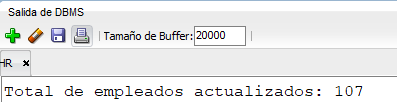 Salida de DBMS
Tamaño de Buffer: 20000
HR
Total de empleados actualizados: 107